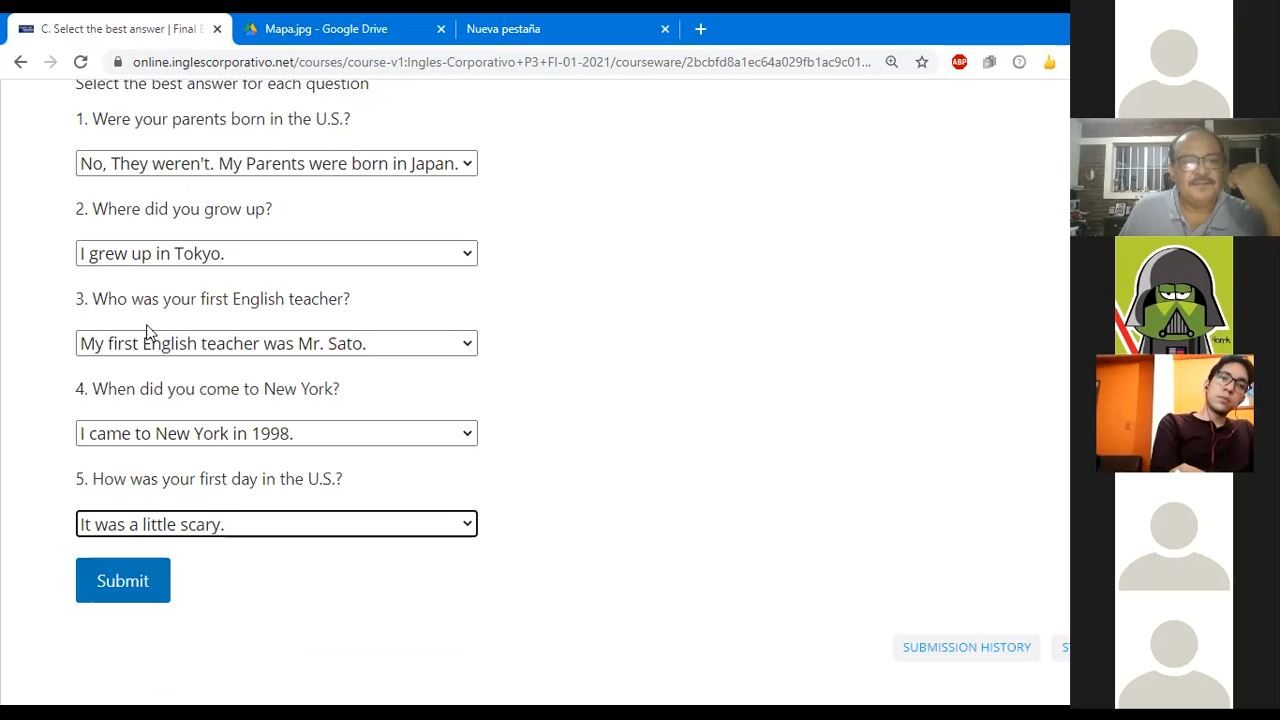 C. Select the best answer | Final E
Mapa.jpg - Google Drive
Nueva pestaña
online.inglescorporativo.net/courses/course-v1:Ingles-Corporativo+P3+FI-01-2021/courseware/2bcbfd8a1ec64a029fb1ac9c01...
ABP
Select the best answer for each question
1. Were your parents born in the U.S.?
No, They weren't. My Parents were born in Japan.
2. Where did you grow up?
I grew up in Tokyo.
3. Who was your first English teacher?
My first English teacher was Mr. Sato.
4. When did you come to New York?
I came to New York in 1998.
5. How was your first day in the U.S.?
It was a little scary.
Submit
SUBMISSION HISTORY